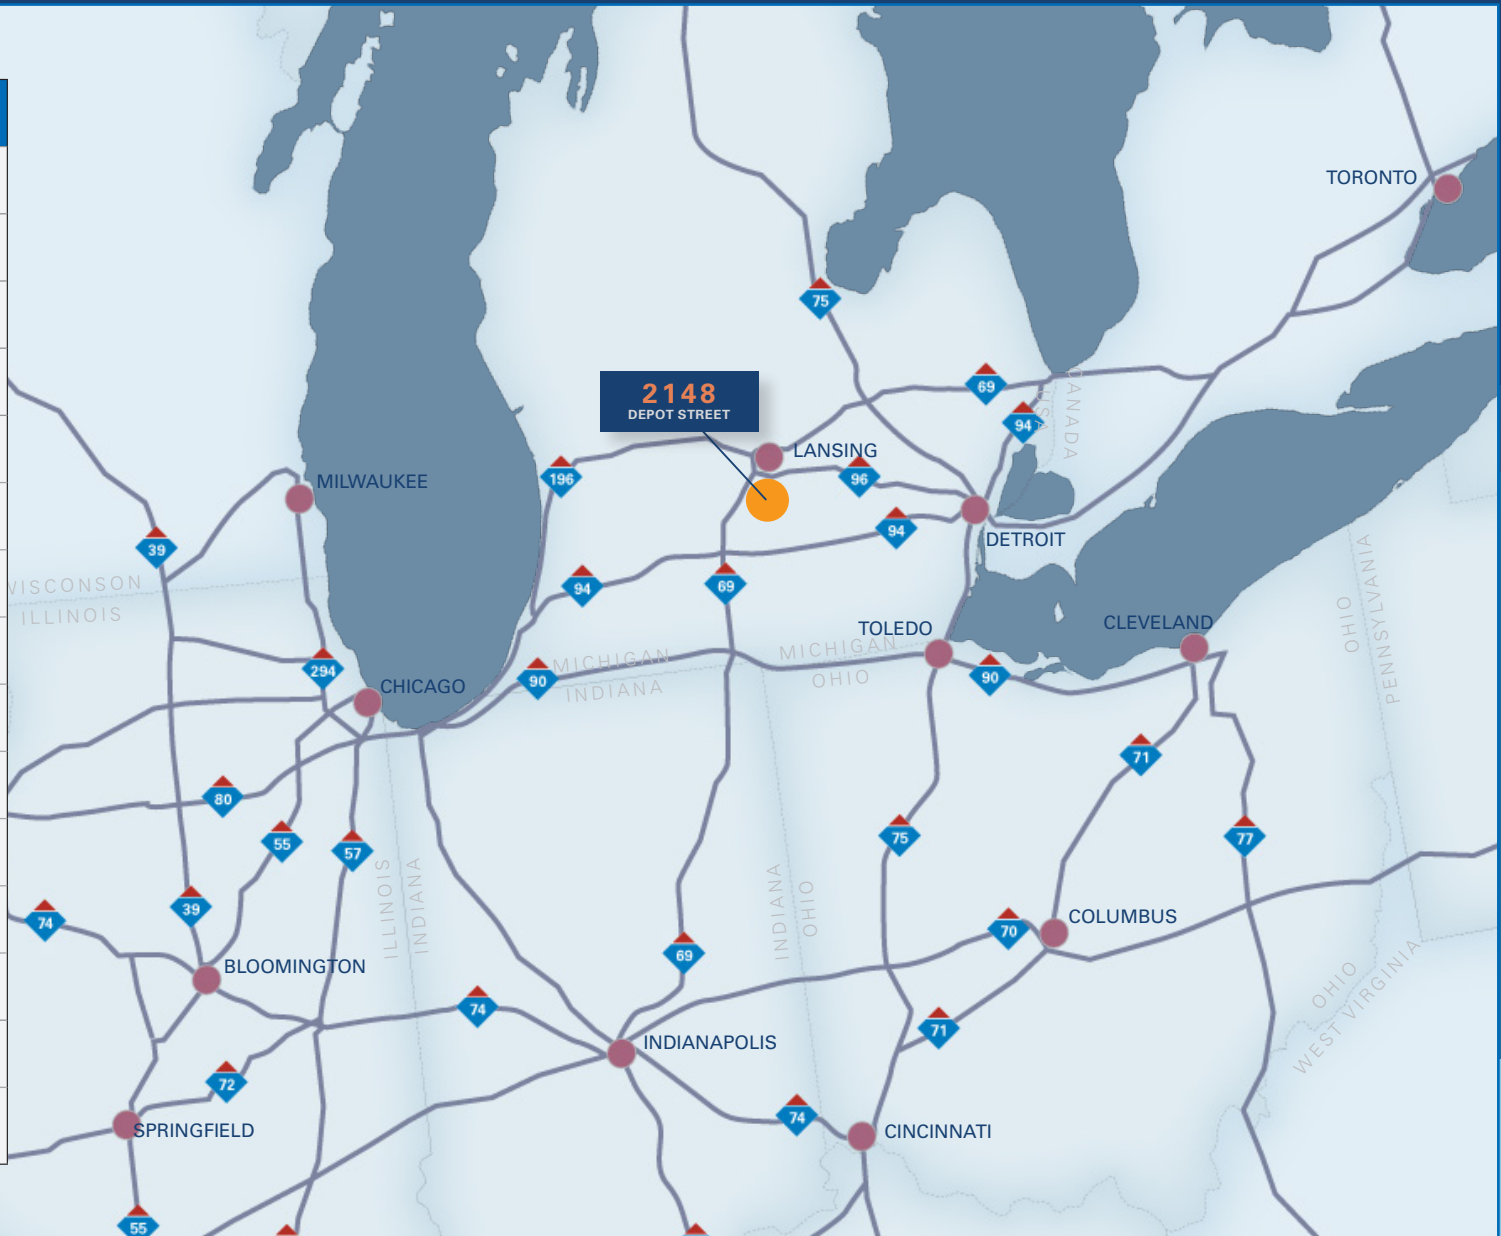 TORONTO
75
69
CANADA
USA
94
2148
DEPOT STREET
LANSING
196
96
MILWAUKEE
94
DETROIT
39
WISCONSIN
ILLINOIS
94
69
OHIO
PENNSYLVANIA
TOLEDO
CLEVELAND
MICHIGAN
INDIANA
MICHIGAN
OHIO
294
90
90
CHICAGO
71
80
55
57
75
77
ILLINOIS
INDIANA
INDIANA
OHIO
74
39
COLUMBUS
70
69
BLOOMINGTON
OHIO
WEST VIRGINIA
74
71
INDIANAPOLIS
72
74
SPRINGFIELD
CINCINNATI
55